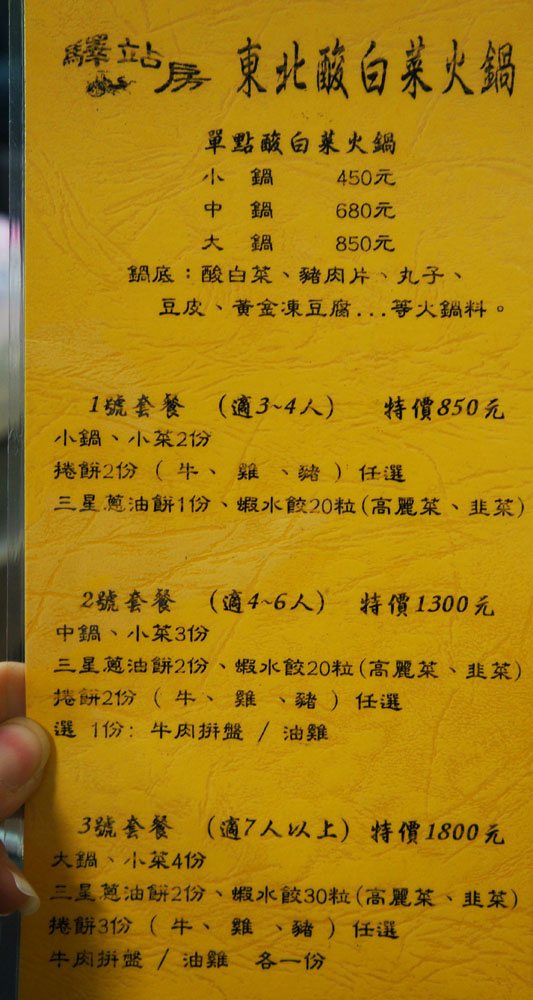 驛站房 東北酸白菜火鍋
單點酸白菜火鍋
小 鍋 450元
中 鍋 680元
大 鍋 850元
鍋底：酸白菜、豬肉片、丸子、
豆皮、黃金凍豆腐...等火鍋料。
1號套餐 (適3~4人) 特價850元
小鍋、小菜2份
捲餅2份 ( 牛、 雞 、豬 ) 任選
三星蔥油餅1份、蝦水餃20粒(高麗菜、韭菜)
2號套餐 (適4~6人) 特價1300元
中鍋、小菜3份
三星蔥油餅2份、蝦水餃20粒(高麗菜、韭菜)
捲餅2份 ( 牛、 雞 、豬 ) 任選
選 1份: 牛肉拼盤 / 油雞
3號套餐 (適7人以上) 特價1800元
大鍋、小菜4份
三星蔥油餅2份、蝦水餃30粒(高麗菜、韭菜)
捲餅3份 ( 牛、 雞 、豬 ) 任選
牛肉拼盤 / 油雞 各一份